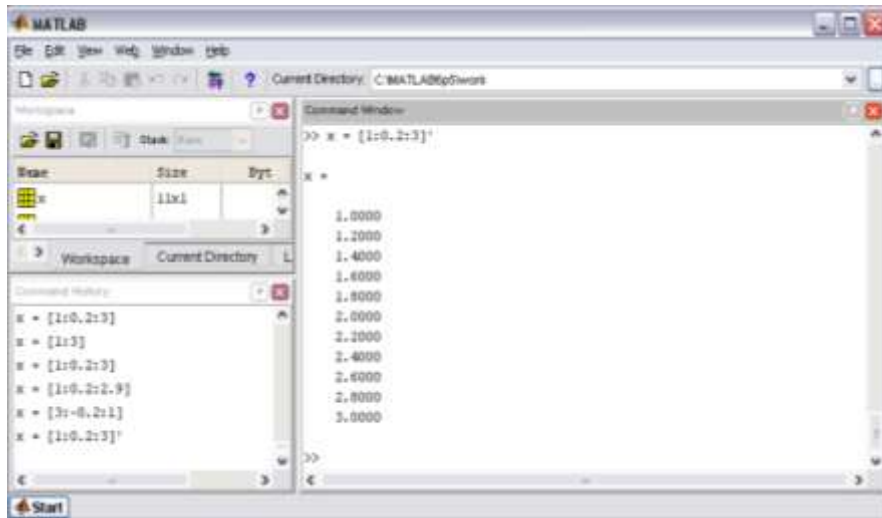 MATLAB
File Edit View Web Window Help
Current Directory: C:\MATLAB6p5\work
Workspace
Stack:
Name Size Byt
x 11x1
Workspace Current Directory L
Command History
x = [1:0.2:3]
x = [1:3]
x = [1:0.2:3]
x = [1:0.2:2.9]
x = [3:-0.2:1]
x = [1:0.2:3]'
Command Window
>> x = [1:0.2:3]'
x =
1.0000
1.2000
1.4000
1.6000
1.8000
2.0000
2.2000
2.4000
2.6000
2.8000
3.0000
>>
Start